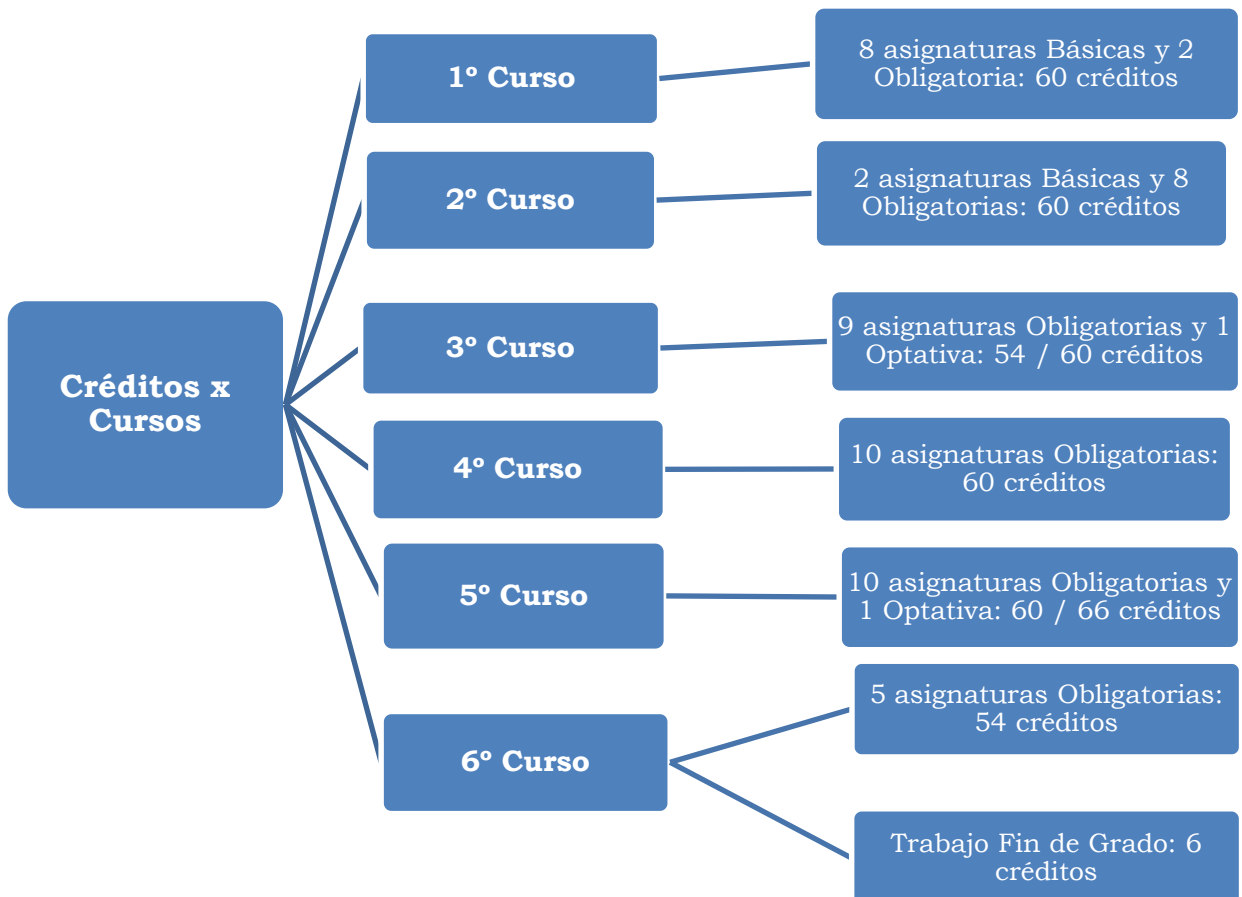 Créditos x
Cursos
1º Curso
8 asignaturas Básicas y 2
Obligatoria: 60 créditos
2º Curso
2 asignaturas Básicas y 8
Obligatorias: 60 créditos
3º Curso
9 asignaturas Obligatorias y 1
Optativa: 54 / 60 créditos
4º Curso
10 asignaturas Obligatorias:
60 créditos
5º Curso
10 asignaturas Obligatorias y
1 Optativa: 60 / 66 créditos
6º Curso
5 asignaturas Obligatorias:
54 créditos
Trabajo Fin de Grado: 6
créditos